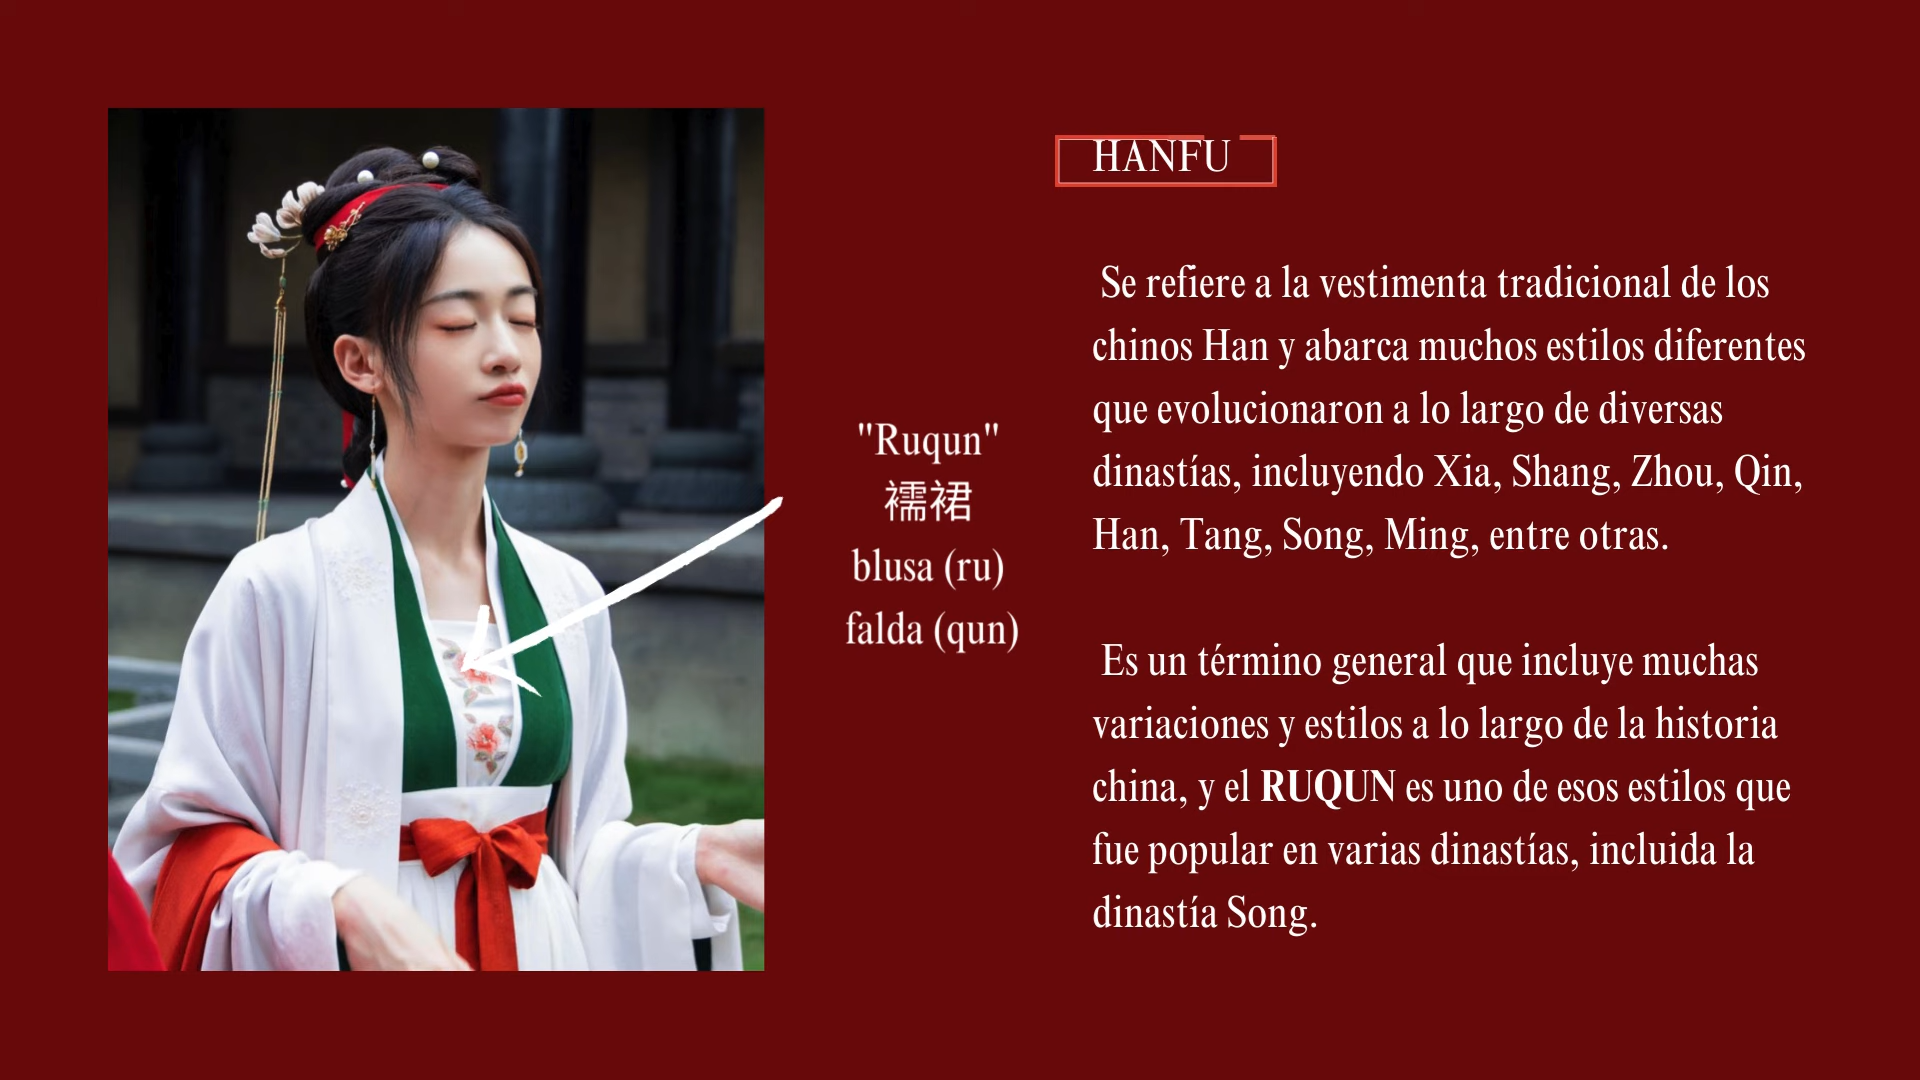 HANFU
"Ruqun"
襦裙
blusa (ru)
falda (qun)
Se refiere a la vestimenta tradicional de los
chinos Han y abarca muchos estilos diferentes
que evolucionaron a lo largo de diversas
dinastías, incluyendo Xia, Shang, Zhou, Qin,
Han, Tang, Song, Ming, entre otras.
Es un término general que incluye muchas
variaciones y estilos a lo largo de la historia
china, y el RUQUN es uno de esos estilos que
fue popular en varias dinastías, incluida la
dinastía Song.